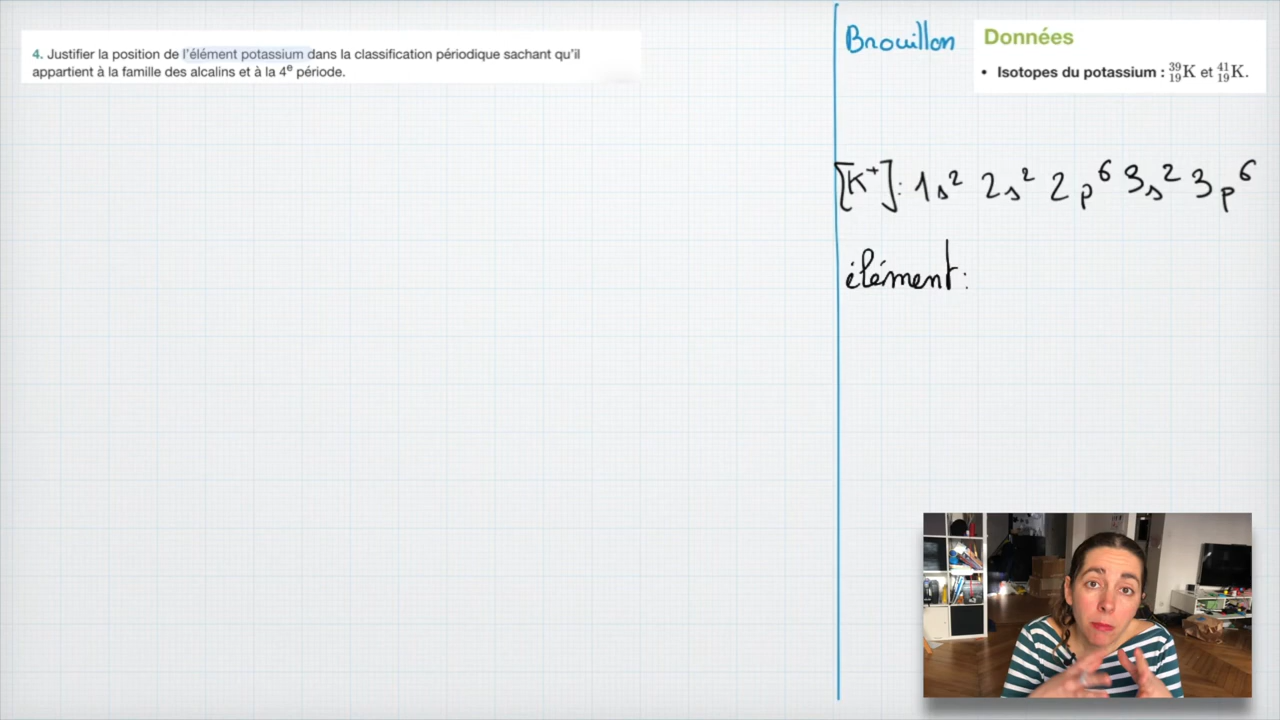 4. Justifier la position de l'élément potassium dans la classification périodique sachant qu'il
appartient à la famille des alcalins et à la 4e période.
Brouillon
Données
• Isotopes du potassium : ³⁹₁₉K et ⁴¹₁₉K.
[K⁺]: 1s² 2s² 2p⁶ 3s² 3p⁶
élément: